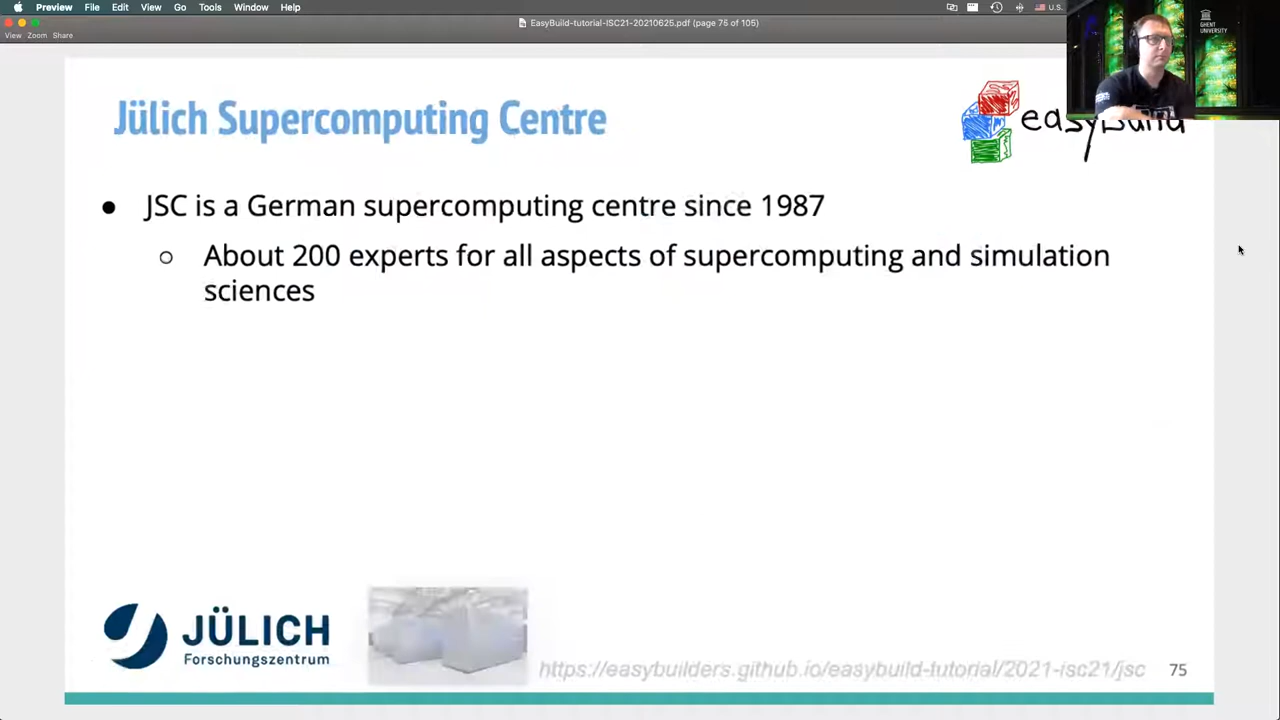 Preview File Edit View Go Tools Window Help
U.S.
EasyBuild-tutorial-ISC21-20210625.pdf (page 76 of 105)
View Zoom Share
GHENT
UNIVERSITY
Jülich Supercomputing Centre
easyBuild
● JSC is a German supercomputing centre since 1987
○ About 200 experts for all aspects of supercomputing and simulation
sciences
JÜLICH
Forschungszentrum
https://easybuilders.github.io/easybuild-tutorial/2021-isc21/jsc
75